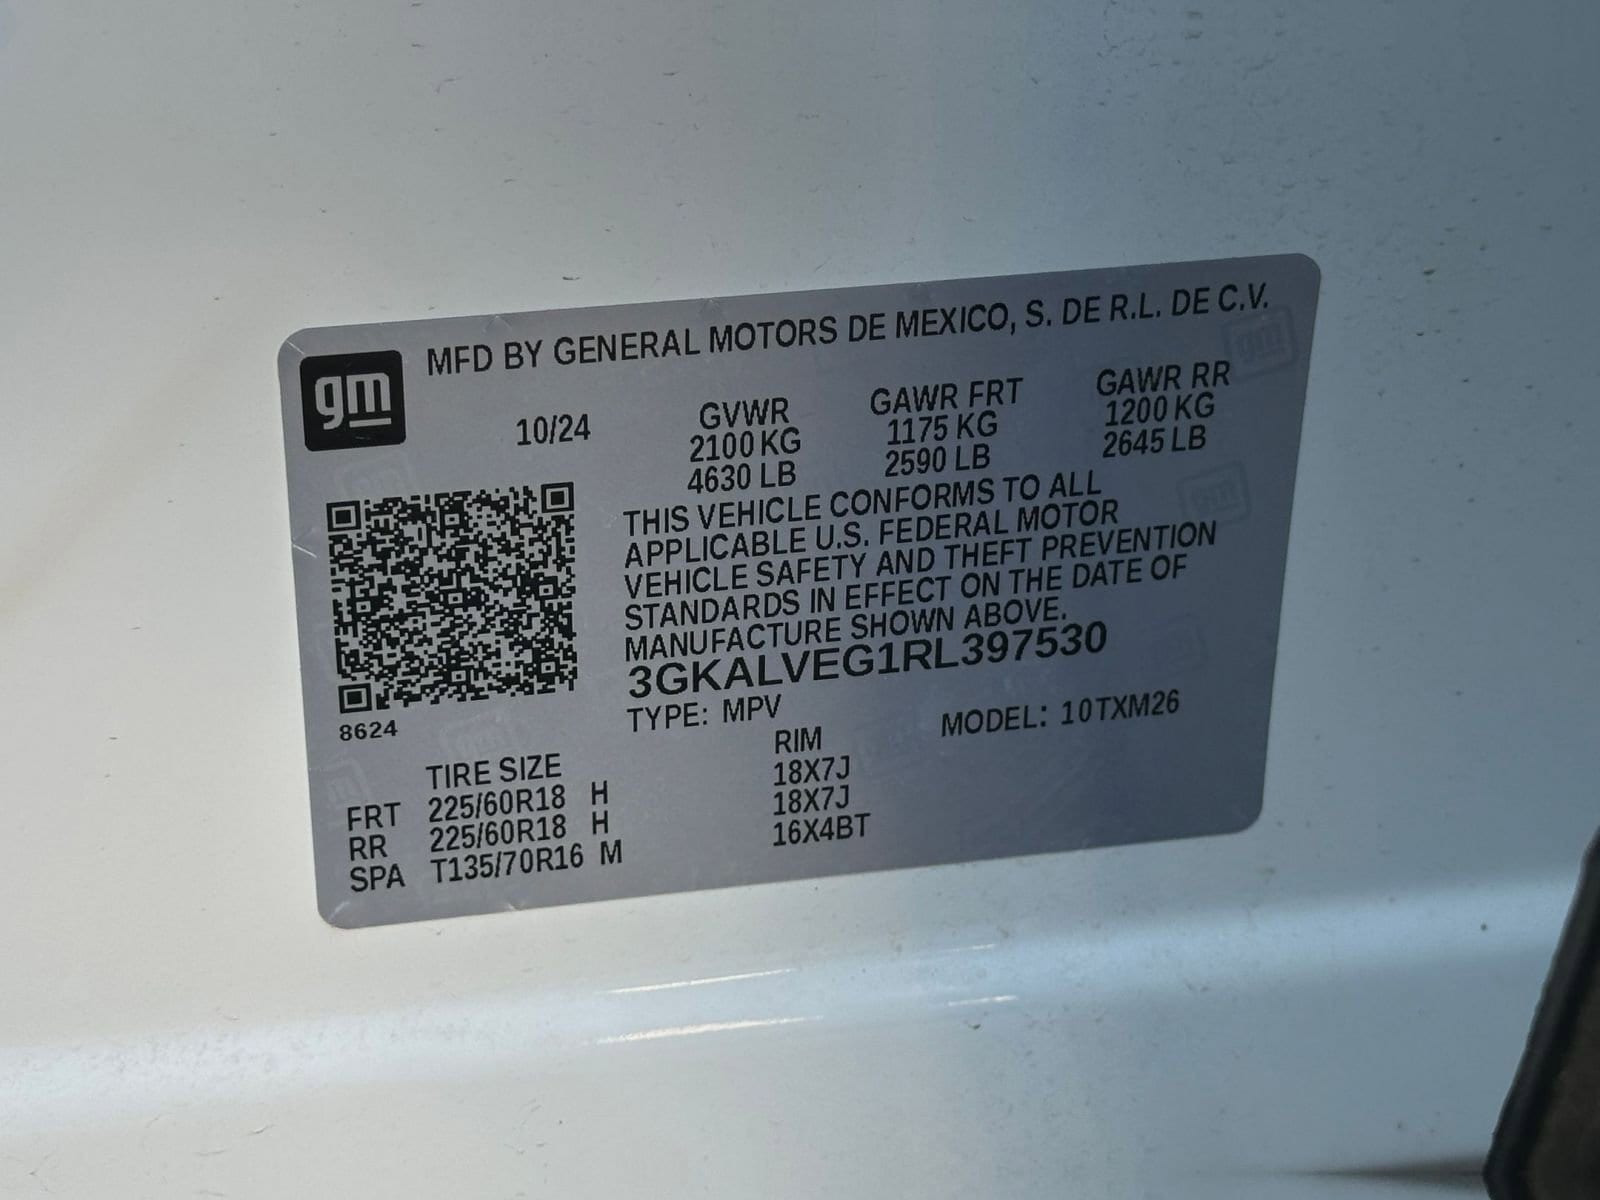 MFD BY GENERAL MOTORS DE MEXICO, S. DE R.L. DE C.V.
gm
10/24
GVWR GAWR FRT GAWR RR
2100 KG 1175 KG 1200 KG
4630 LB 2590 LB 2645 LB
THIS VEHICLE CONFORMS TO ALL
APPLICABLE U.S. FEDERAL MOTOR
VEHICLE SAFETY AND THEFT PREVENTION
STANDARDS IN EFFECT ON THE DATE OF
MANUFACTURE SHOWN ABOVE.
3GKALVEG1RL397530
8624
TYPE: MPV MODEL: 10TXM26
TIRE SIZE RIM
FRT 225/60R18 H 18X7J
RR 225/60R18 H 18X7J
SPA T135/70R16 M 16X4BT